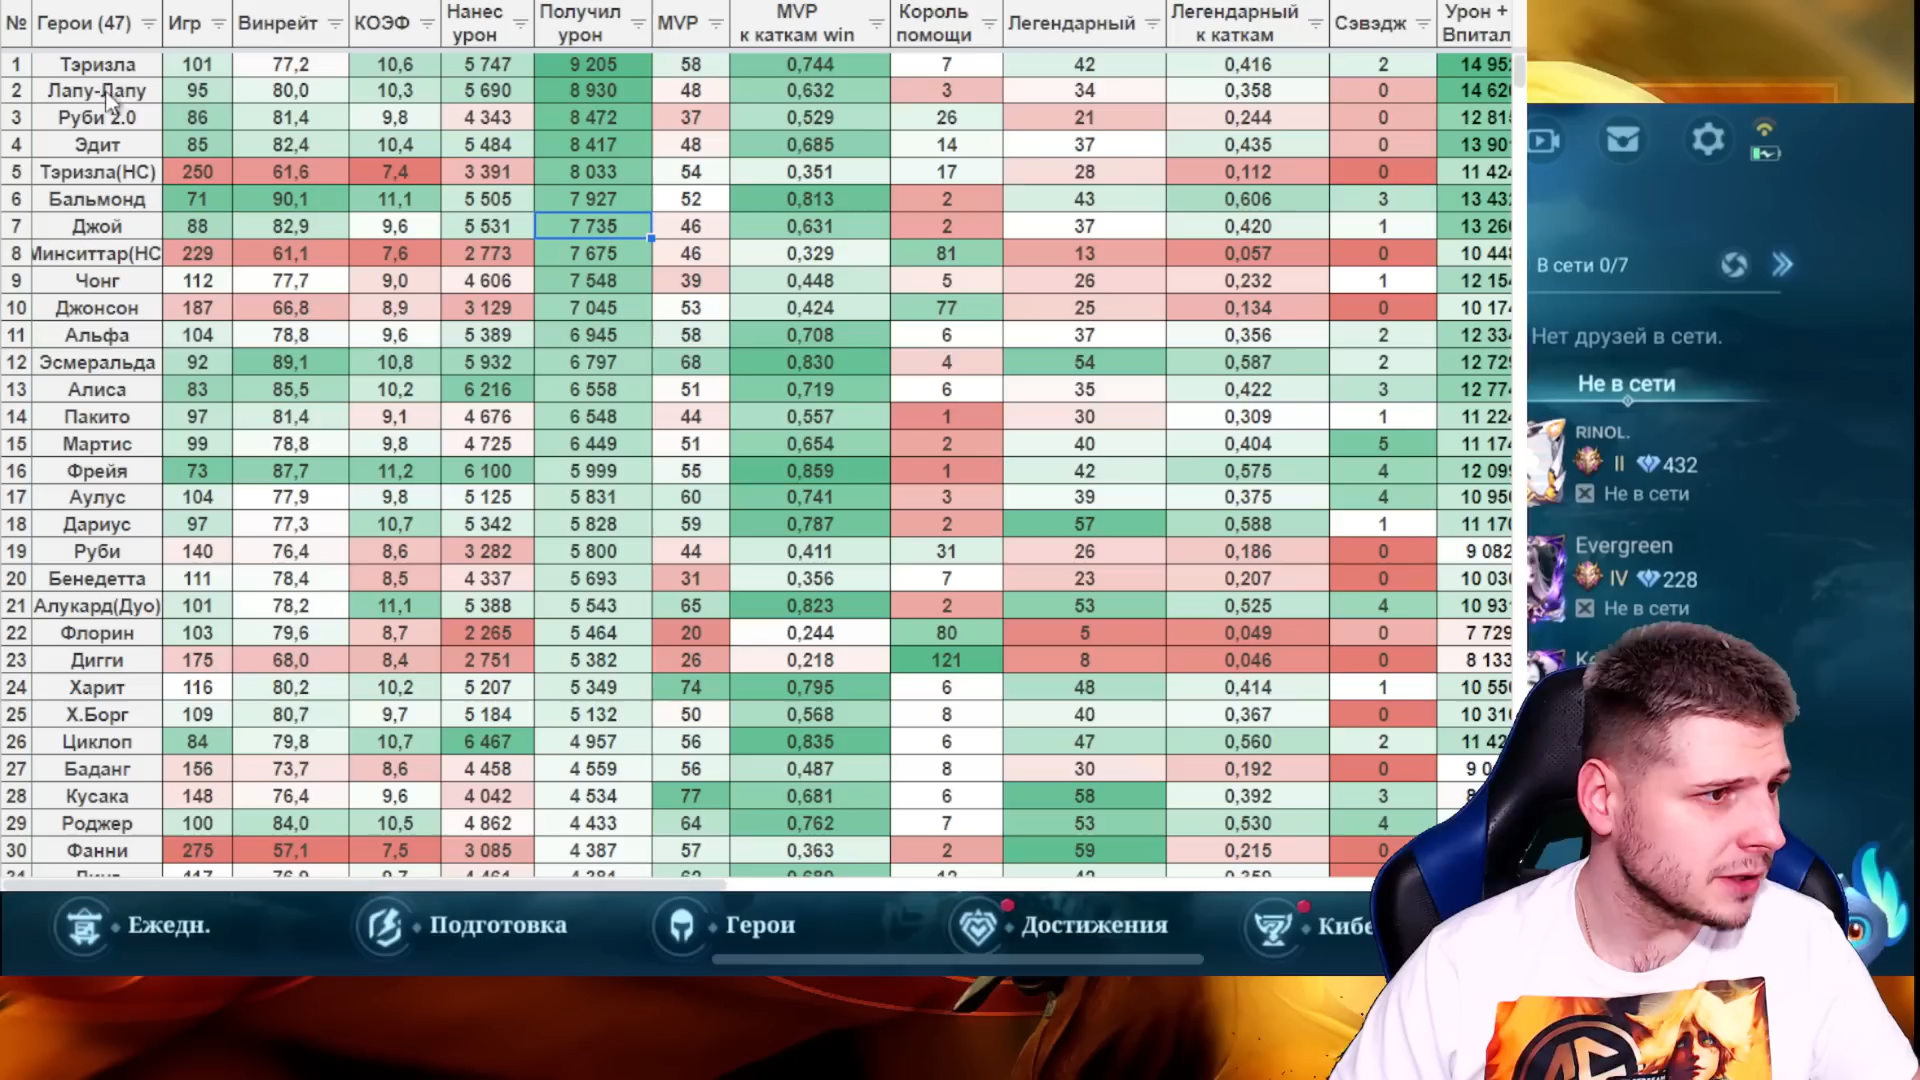 № Герои (47) Игр Винрейт КОЭФ Нанес урон Получил урон MVP MVP к каткам win Король помощи Легендарный Легендарный к каткам Сэвэдж Урон + Впитал
1 Тэризла 101 77,2 10,6 5 747 9 205 58 0,744 7 42 0,416 2
2 Лапу-Лапу 95 80,0 10,3 5 690 8 930 48 0,632 3 34 0,358 0
3 Руби 2.0 86 81,4 9,8 4 343 8 472 37 0,529 26 21 0,244 0
4 Эдит 85 82,4 10,4 5 484 8 417 48 0,685 14 37 0,435 0
5 Тэризла(НС) 250 61,6 7,4 3 391 8 033 54 0,351 17 28 0,112 0
6 Бальмонд 71 90,1 11,1 5 505 7 927 52 0,813 2 43 0,606 3
7 Джой 88 82,9 9,6 5 531 7 735 46 0,631 2 37 0,420 1
8 Минситтар(НС 229 61,1 7,6 2 773 7 675 46 0,329 81 13 0,057 0
9 Чонг 112 77,7 9,0 4 606 7 548 39 0,448 5 26 0,232 1
10 Джонсон 187 66,8 8,9 3 129 7 045 53 0,424 77 25 0,134 0
11 Альфа 104 78,8 9,6 5 389 6 945 58 0,708 6 37 0,356 2
12 Эсмеральда 92 89,1 10,8 5 932 6 797 68 0,830 4 54 0,587 2
13 Алиса 83 85,5 10,2 6 216 6 558 51 0,719 6 35 0,422 3
14 Пакито 97 81,4 9,1 4 676 6 548 44 0,557 1 30 0,309 1
15 Мартис 99 78,8 9,8 4 725 6 449 51 0,654 2 40 0,404 5
16 Фрейя 73 87,7 11,2 6 100 5 999 55 0,859 1 42 0,575 4
17 Аулус 104 77,9 9,8 5 125 5 831 60 0,741 3 39 0,375 4
18 Дариус 97 77,3 10,7 5 342 5 828 59 0,787 2 57 0,588 1
19 Руби 140 76,4 8,6 3 282 5 800 44 0,411 31 26 0,186 0 9 082
20 Бенедетта 111 78,4 8,5 4 337 5 693 31 0,356 7 23 0,207 0
21 Алукард(Дуо) 101 78,2 11,1 5 388 5 543 65 0,823 2 53 0,525 4
22 Флорин 103 79,6 8,7 2 265 5 464 20 0,244 80 5 0,049 0 7 729
23 Дигги 175 68,0 8,4 2 751 5 382 26 0,218 121 8 0,046 0 8 133
24 Харит 116 80,2 10,2 5 207 5 349 74 0,795 6 48 0,414 1
25 Х.Борг 109 80,7 9,7 5 184 5 132 50 0,568 8 40 0,367 0
26 Циклоп 84 79,8 10,7 6 467 4 957 56 0,835 6 47 0,560 2
27 Баданг 156 73,7 8,6 4 458 4 559 56 0,487 8 30 0,192 0
28 Кусака 148 76,4 9,6 4 042 4 534 77 0,681 6 58 0,392 3
29 Роджер 100 84,0 10,5 4 862 4 433 64 0,762 7 53 0,530 4
30 Фанни 275 57,1 7,5 3 085 4 387 57 0,363 2 59 0,215 0
В сети 0/7
Нет друзей в сети.
Не в сети
RINOL.
II 432
Не в сети
Evergreen
IV 228
Не в сети
Ежедн. Подготовка Герои Достижения Кибе